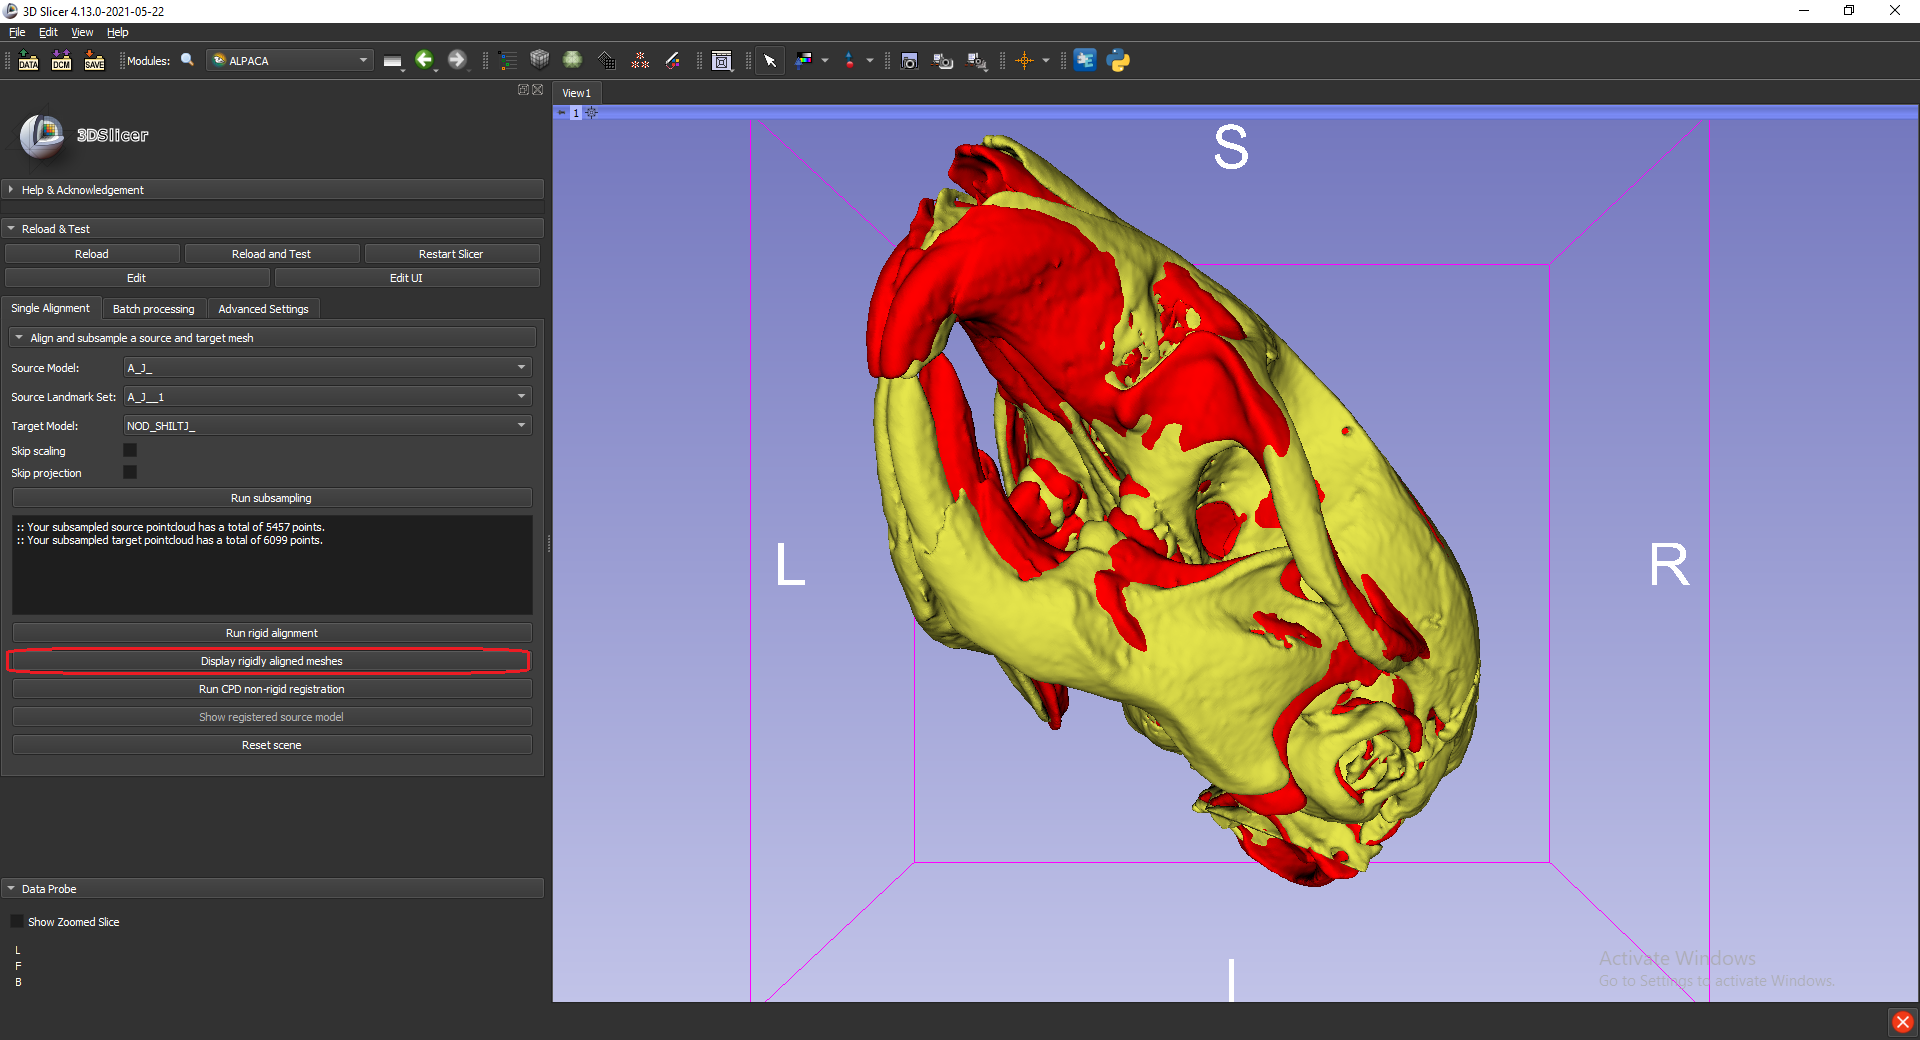 3D Slicer 4.13.0-2021-05-22
File Edit View Help
DATA DCM SAVE Modules: ALPACA
View1
1
3DSlicer
Help & Acknowledgement
Reload & Test
Reload Reload and Test Restart Slicer
Edit Edit UI
Single Alignment Batch processing Advanced Settings
Align and subsample a source and target mesh
Source Model: A_J_
Source Landmark Set: A_J__1
Target Model: NOD_SHILTJ_
Skip scaling
Skip projection
Run subsampling
:: Your subsampled source pointcloud has a total of 5457 points.
:: Your subsampled target pointcloud has a total of 6099 points.
Run rigid alignment
Display rigidly aligned meshes
Run CPD non-rigid registration
Show registered source model
Reset scene
Data Probe
Show Zoomed Slice
L
F
B
S
L
R
I
Activate Windows
Go to Settings to activate Windows.